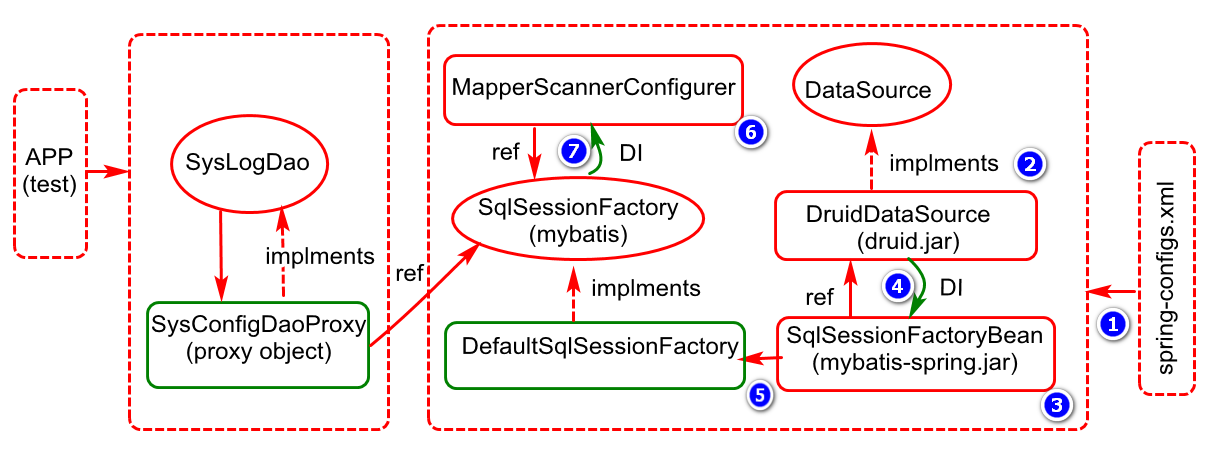 APP
(test)
SysLogDao
implments
SysConfigDaoProxy
(proxy object)
ref
MapperScannerConfigurer
6
ref
7
DI
SqlSessionFactory
(mybatis)
implments
DefaultSqlSessionFactory
5
DataSource
implments
2
DruidDataSource
(druid.jar)
ref
4
DI
SqlSessionFactoryBean
(mybatis-spring.jar)
3
1
spring-configs.xml